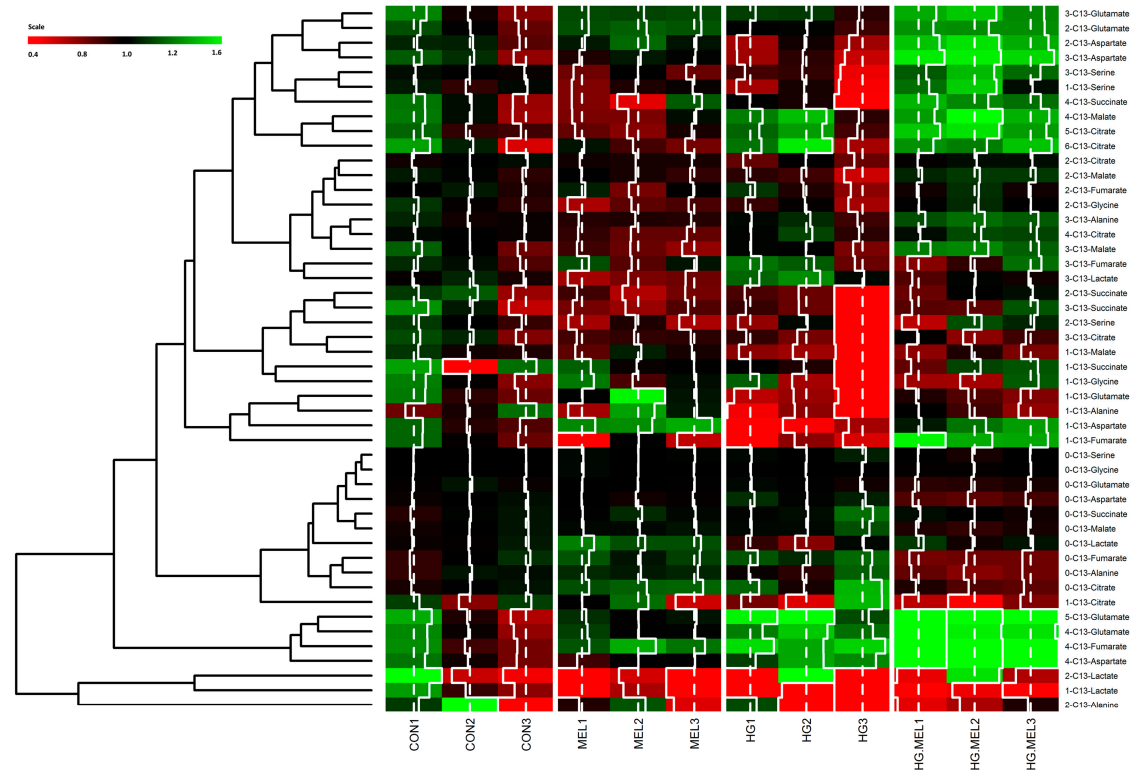 Scale
0.4 0.8 1.0 1.2 1.6
3-C13-Glutamate
2-C13-Glutamate
2-C13-Aspartate
3-C13-Aspartate
3-C13-Serine
1-C13-Serine
4-C13-Succinate
4-C13-Malate
5-C13-Citrate
6-C13-Citrate
2-C13-Citrate
2-C13-Malate
2-C13-Fumarate
2-C13-Glycine
3-C13-Alanine
4-C13-Citrate
3-C13-Malate
3-C13-Fumarate
3-C13-Lactate
2-C13-Succinate
3-C13-Succinate
2-C13-Serine
3-C13-Citrate
1-C13-Malate
1-C13-Succinate
1-C13-Glycine
1-C13-Glutamate
1-C13-Alanine
1-C13-Aspartate
1-C13-Fumarate
0-C13-Serine
0-C13-Glycine
0-C13-Glutamate
0-C13-Aspartate
0-C13-Succinate
0-C13-Malate
0-C13-Lactate
0-C13-Fumarate
0-C13-Alanine
0-C13-Citrate
1-C13-Citrate
5-C13-Glutamate
4-C13-Glutamate
4-C13-Fumarate
4-C13-Aspartate
2-C13-Lactate
1-C13-Lactate
2-C13-Alanine
CON1
CON2
CON3
MEL1
MEL2
MEL3
HG1
HG2
HG3
HG.MEL1
HG.MEL2
HG.MEL3